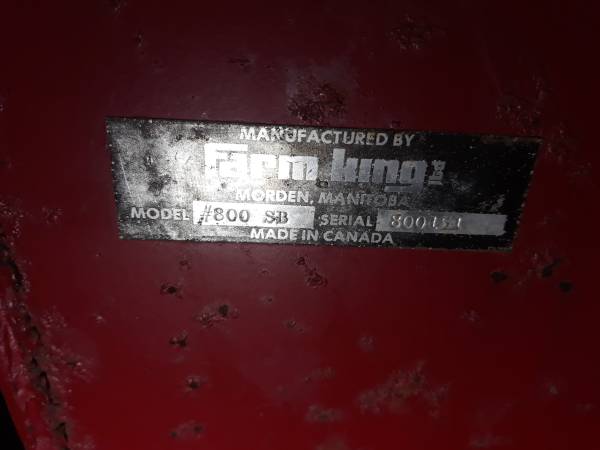 MANUFACTURED BY
farm king
MORDEN, MANITOBA
MODEL #800 SB SERIAL
MADE IN CANADA